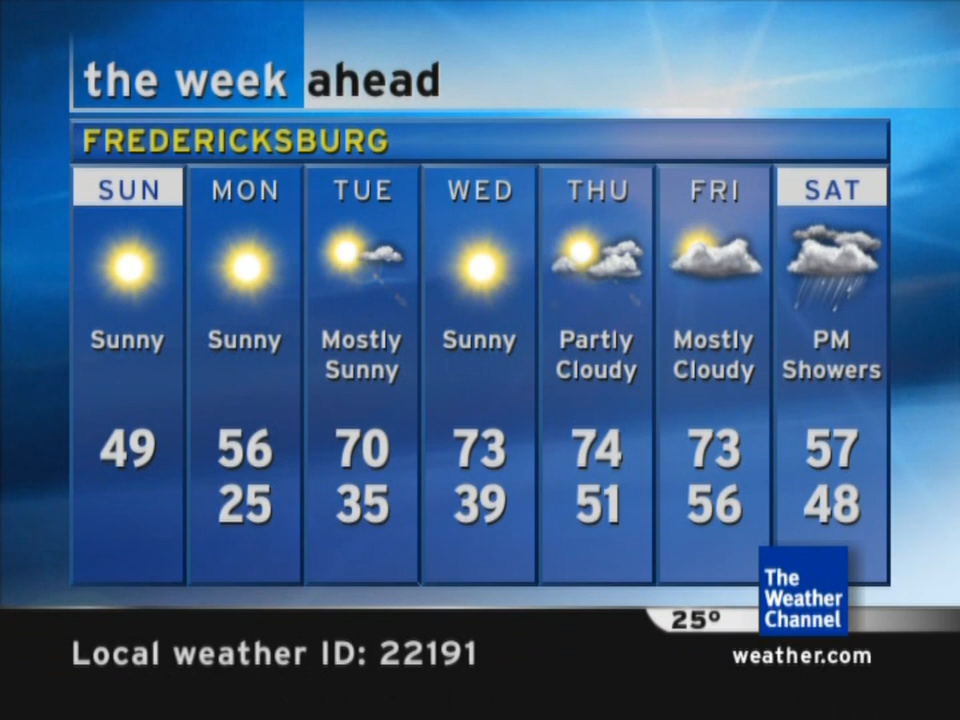 the week ahead
FREDERICKSBURG
SUN MON TUE WED THU FRI SAT
Sunny Sunny Mostly Sunny Partly Mostly PM
Sunny Cloudy Cloudy Showers
49 56 70 73 74 73 57
25 35 39 51 56 48
The
Weather
Channel
25°
Local weather ID: 22191
weather.com